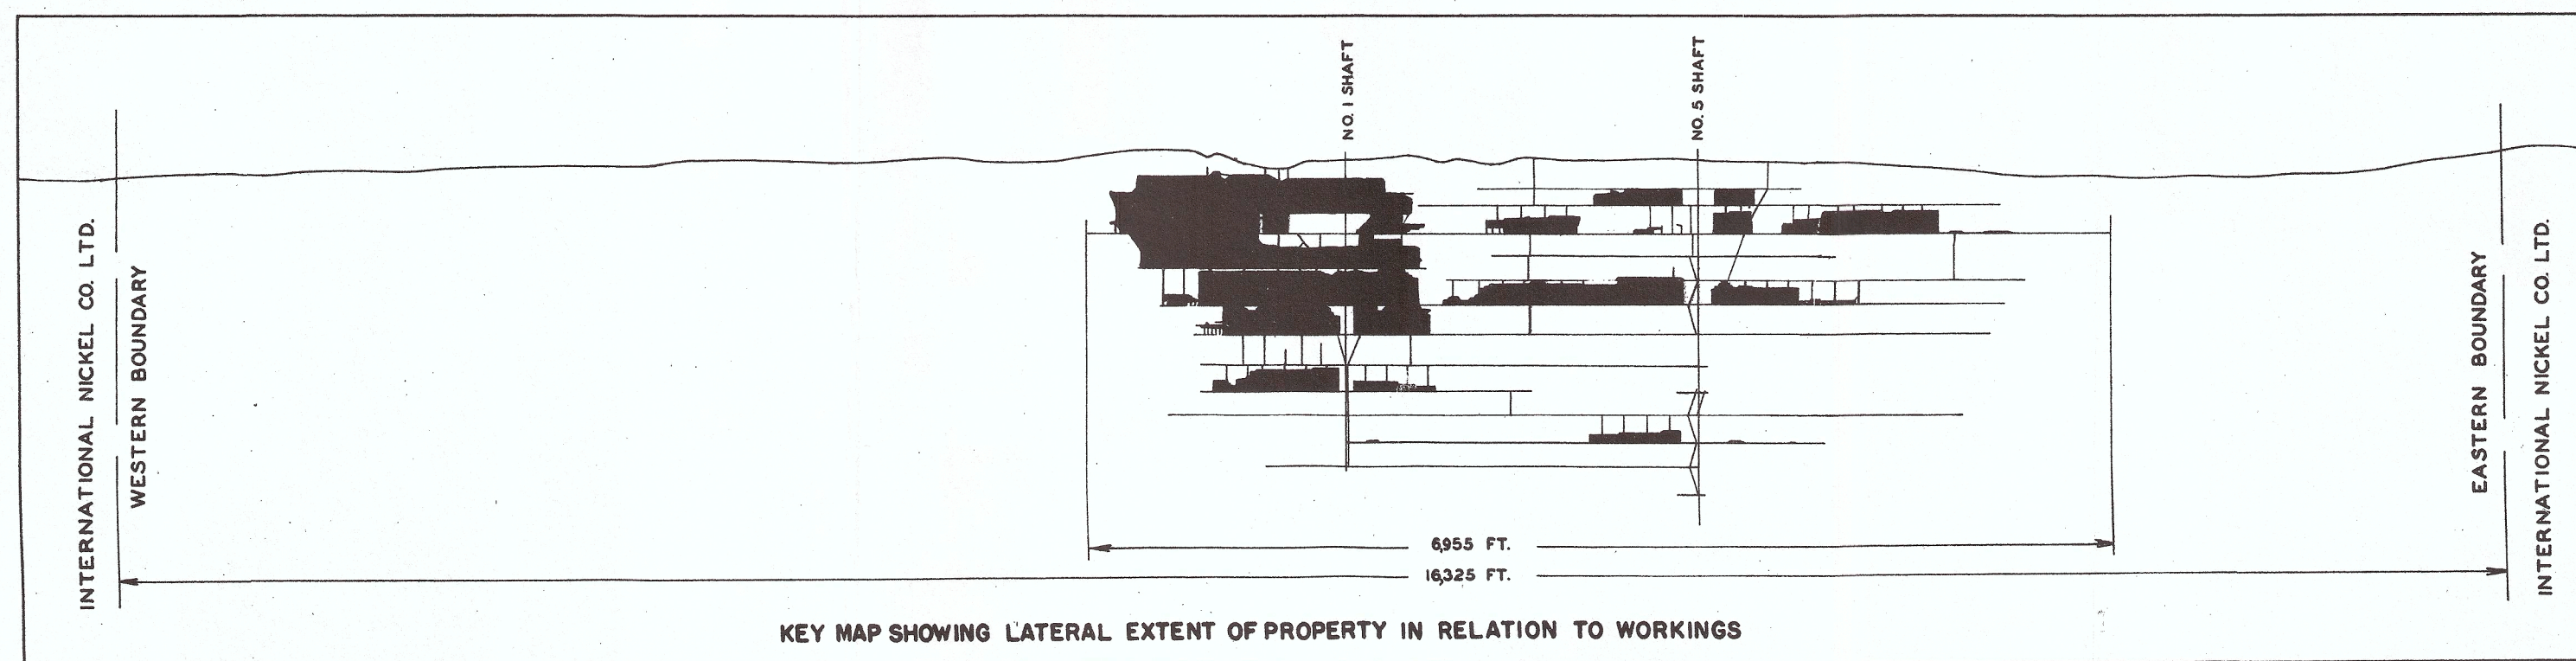 INTERNATIONAL NICKEL CO. LTD.
WESTERN BOUNDARY
NO. 1 SHAFT
NO. 5 SHAFT
EASTERN BOUNDARY
INTERNATIONAL NICKEL CO. LTD.
6,955 FT.
16,325 FT.
KEY MAP SHOWING LATERAL EXTENT OF PROPERTY IN RELATION TO WORKINGS